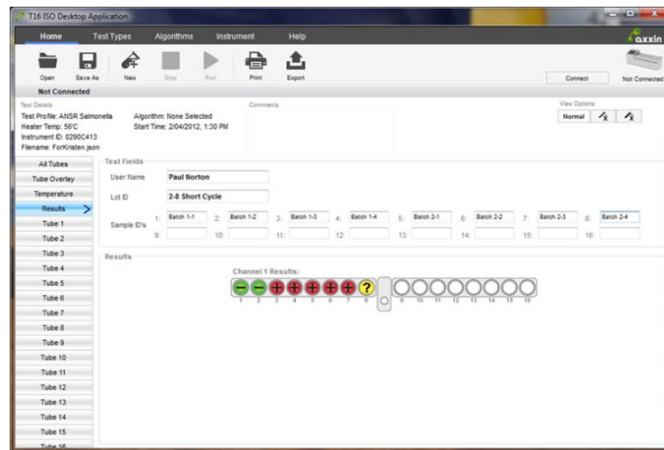 T16 ISO Desktop Application
Home Test Types Algorithms Instrument Help
axxin
Open Save As New Stop Run Print Export
Connect Not Connected
Not Connected
Test Details Comments View Options
Test Profile: ANSR Salmonella Algorithm: None Selected Normal
Heater Temp: 56'C Start Time: 2/04/2012, 1:30 PM
Instrument ID: 0290C413
Filename: ForKristen.json
All Tubes
Tube Overlay
Temperature
Results
Tube 1
Tube 2
Tube 3
Tube 4
Tube 5
Tube 6
Tube 7
Tube 8
Tube 9
Tube 10
Tube 11
Tube 12
Tube 13
Tube 14
Tube 15
Tube 16
Test Fields
User Name Paul Norton
Lot ID 2-8 Short Cycle
Sample ID's
1: Batch 1-1 2: Batch 1-2 3: Batch 1-3 4: Batch 1-4 5: Batch 2-1 6: Batch 2-2 7: Batch 2-3 8: Batch 2-4
9: 10: 11: 12: 13: 14: 15: 16:
Results
Channel 1 Results:
1 2 3 4 5 6 7 8 9 10 11 12 13 14 15 16